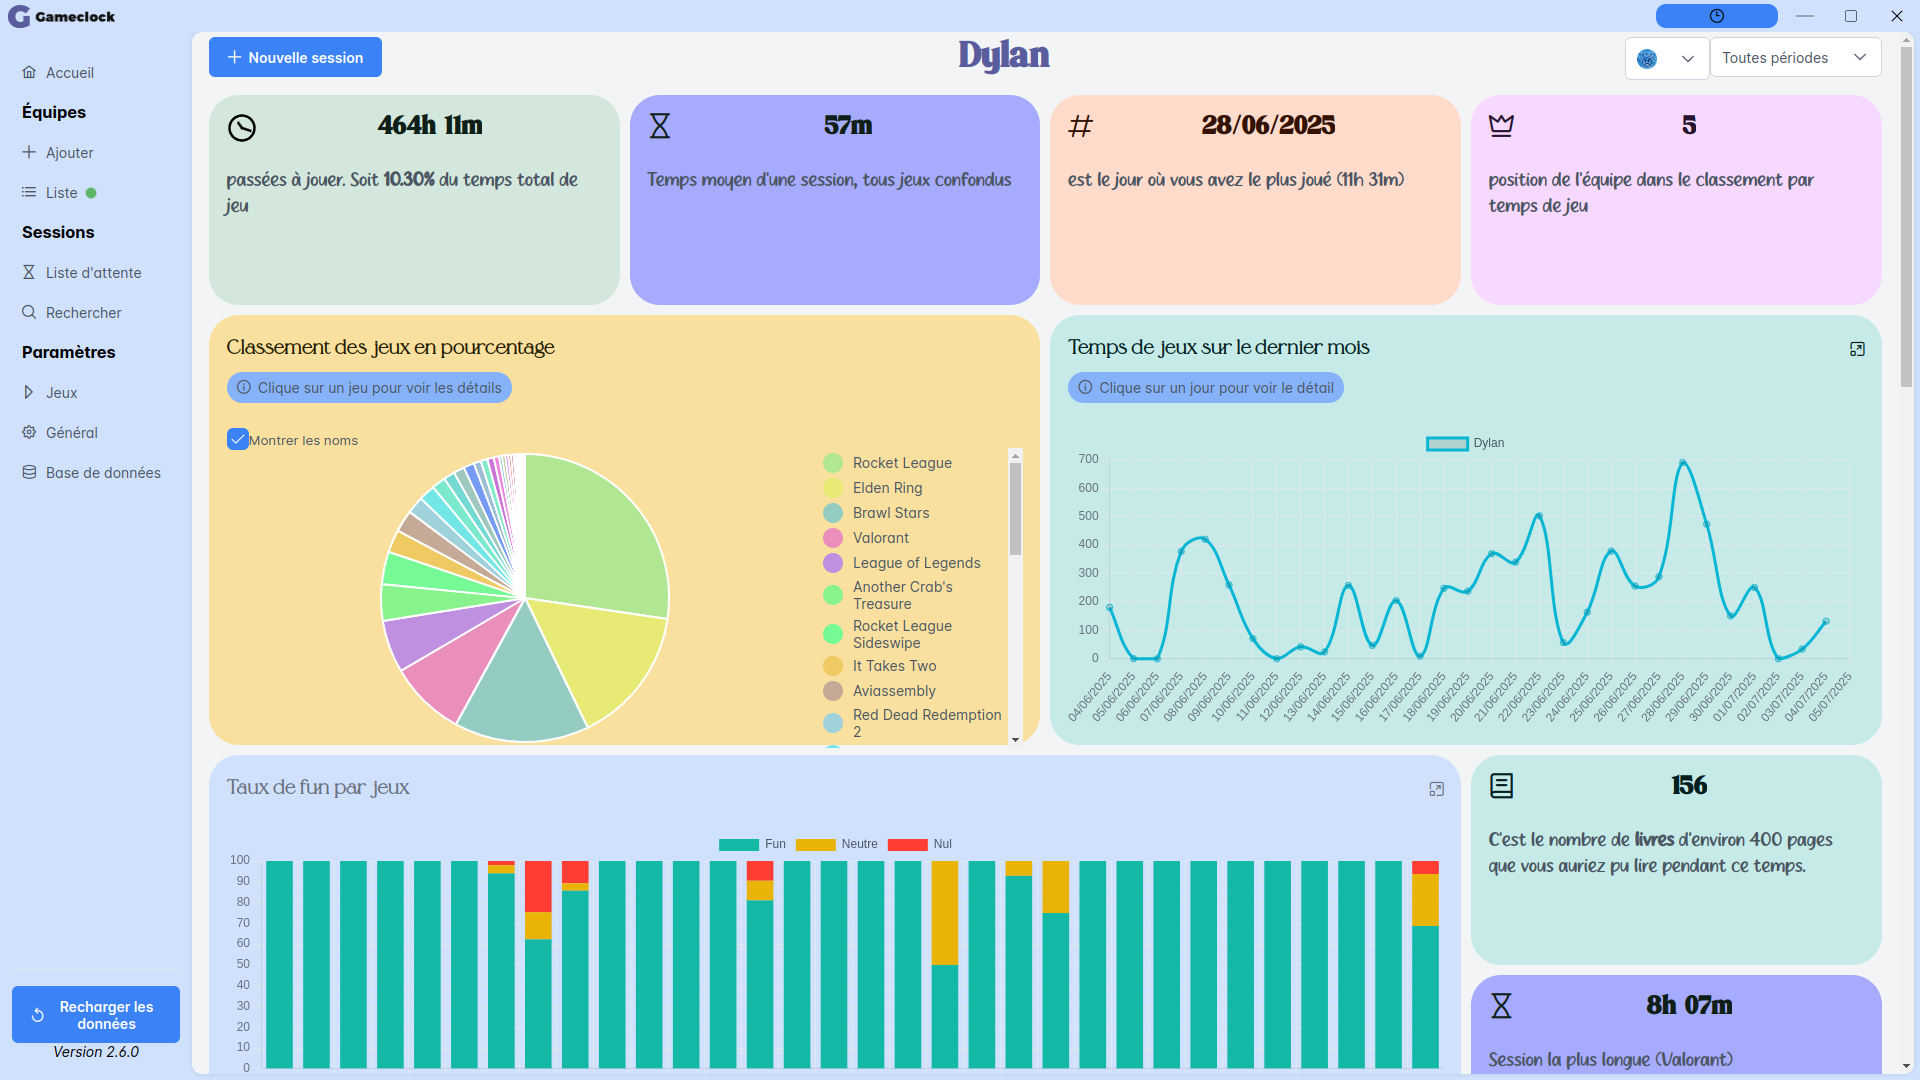 Gameclock
Accueil
Équipes
Ajouter
Liste
Sessions
Liste d'attente
Rechercher
Paramètres
Jeux
Général
Base de données
Recharger les
données
Version 2.6.0
Nouvelle session
Dylan
Toutes périodes
464h 11m
passées à jouer. Soit 10.30% du temps total de
jeu
57m
Temps moyen d'une session, tous jeux confondus
28/06/2025
est le jour où vous avez le plus joué (11h 31m)
5
position de l'équipe dans le classement par
temps de jeu
Classement des jeux en pourcentage
Clique sur un jeu pour voir les détails
Montrer les noms
Rocket League
Elden Ring
Brawl Stars
Valorant
League of Legends
Another Crab's
Treasure
Rocket League
Sideswipe
It Takes Two
Aviassembly
Red Dead Redemption
2
Temps de jeux sur le dernier mois
Clique sur un jour pour voir le détail
Dylan
700
600
500
400
300
200
100
0
04/06/2025
05/06/2025
06/06/2025
07/06/2025
08/06/2025
09/06/2025
10/06/2025
11/06/2025
12/06/2025
13/06/2025
14/06/2025
15/06/2025
16/06/2025
17/06/2025
18/06/2025
19/06/2025
20/06/2025
21/06/2025
22/06/2025
23/06/2025
24/06/2025
25/06/2025
26/06/2025
27/06/2025
28/06/2025
29/06/2025
30/06/2025
01/07/2025
02/07/2025
03/07/2025
04/07/2025
05/07/2025
Taux de fun par jeux
Fun
Neutre
Nul
100
90
80
70
60
50
40
30
20
10
0
156
C'est le nombre de livres d'environ 400 pages
que vous auriez pu lire pendant ce temps.
8h 07m
Session la plus longue (Valorant)